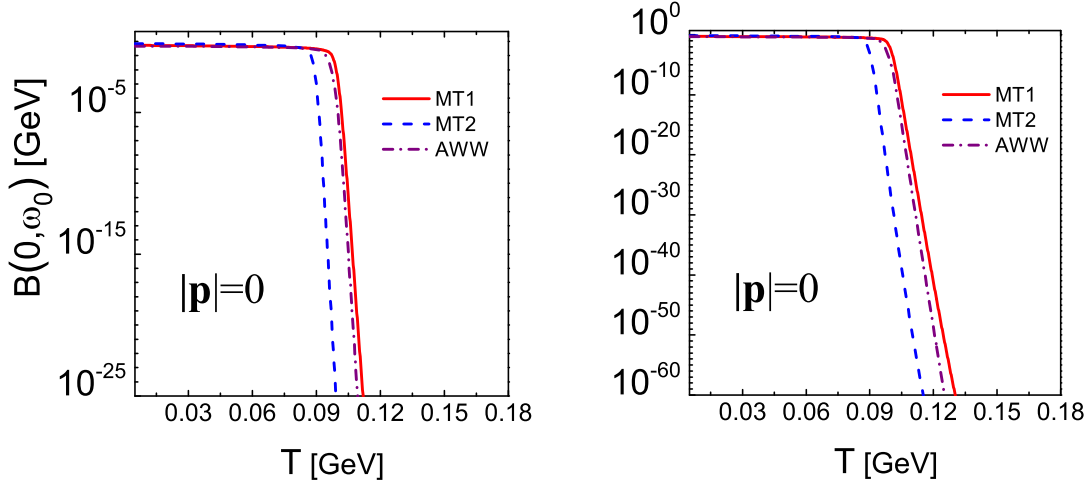 B(0,ω₀) [GeV]
10⁻⁵
10⁻¹⁵
10⁻²⁵
MT1
MT2
AWW
|p|=0
0.03 0.06 0.09 0.12 0.15 0.18
T [GeV]
10⁰
10⁻¹⁰
10⁻²⁰
10⁻³⁰
10⁻⁴⁰
10⁻⁵⁰
10⁻⁶⁰
MT1
MT2
AWW
|p|=0
0.03 0.06 0.09 0.12 0.15 0.18
T [GeV]